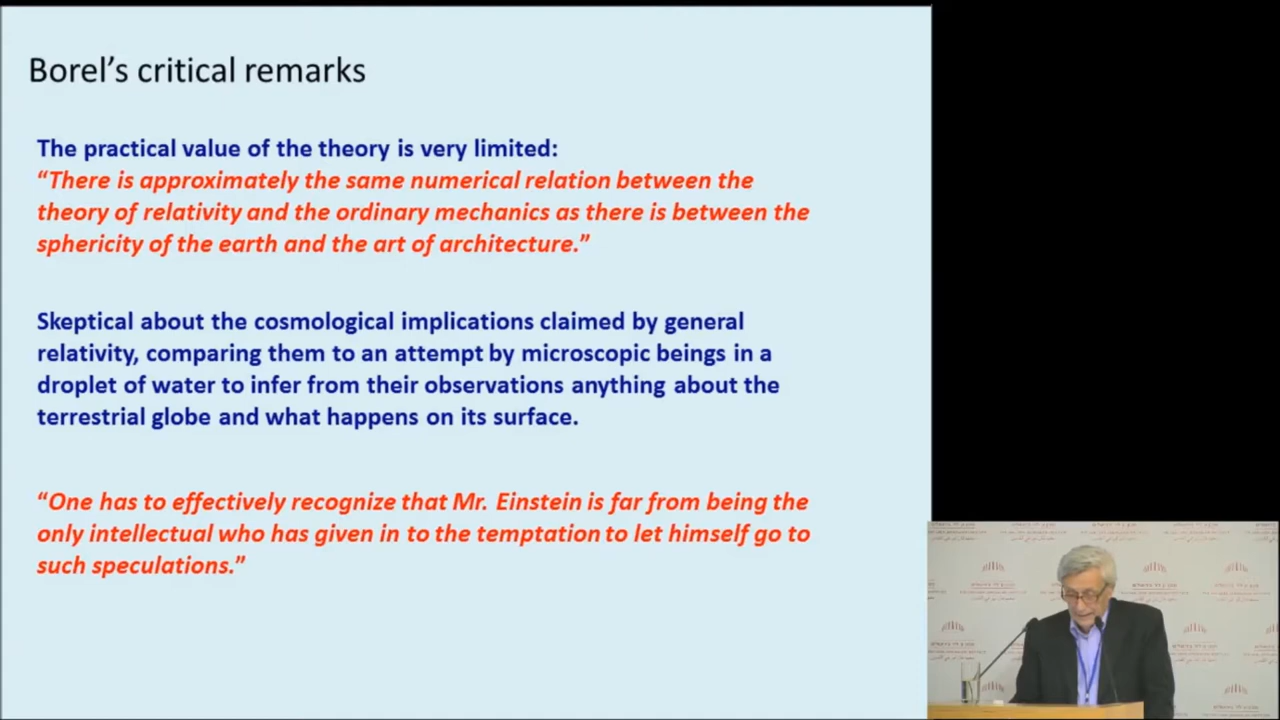 Borel’s critical remarks
The practical value of the theory is very limited:
“There is approximately the same numerical relation between the
theory of relativity and the ordinary mechanics as there is between the
sphericity of the earth and the art of architecture.”
Skeptical about the cosmological implications claimed by general
relativity, comparing them to an attempt by microscopic beings in a
droplet of water to infer from their observations anything about the
terrestrial globe and what happens on its surface.
“One has to effectively recognize that Mr. Einstein is far from being the
only intellectual who has given in to the temptation to let himself go to
such speculations.”